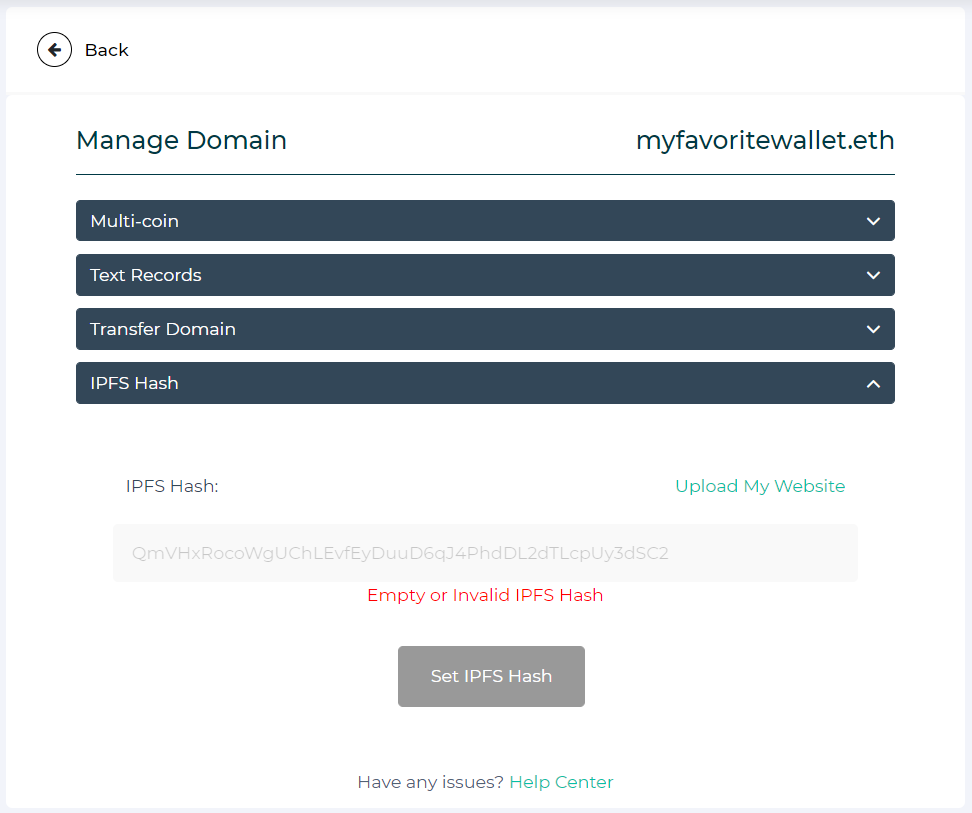 Back
Manage Domain myfavoritewallet.eth
Multi-coin
Text Records
Transfer Domain
IPFS Hash
IPFS Hash: Upload My Website
QmVHxRocoWgUChLEvfEyDuuD6qJ4PhdDL2dTLcpUy3dSC2
Empty or Invalid IPFS Hash
Set IPFS Hash
Have any issues? Help Center